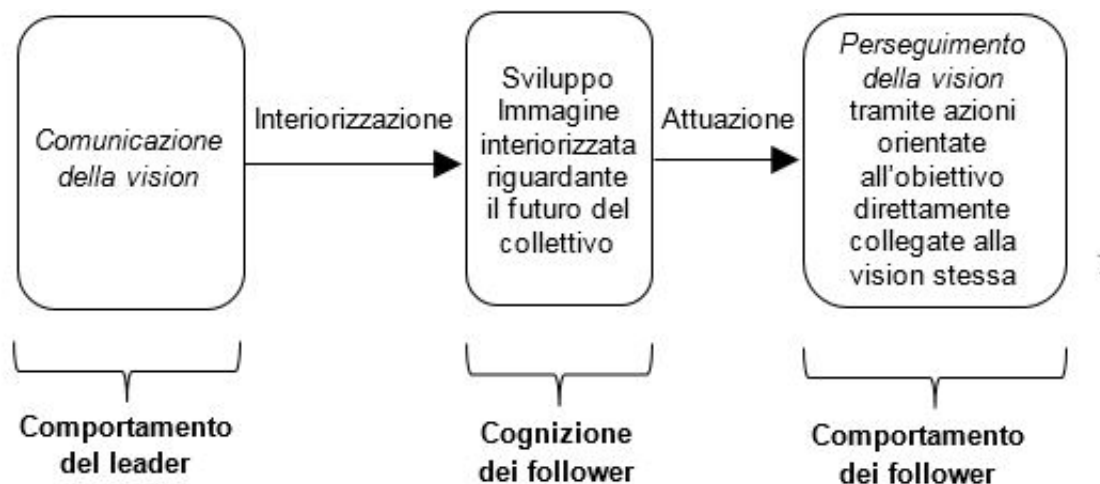 Comunicazione
della vision
Interiorizzazione
Sviluppo
Immagine
interiorizzata
riguardante
il futuro del
collettivo
Attuazione
Perseguimento
della vision
tramite azioni
orientate
all'obiettivo
direttamente
collegate alla
vision stessa
Comportamento
del leader
Cognizione
dei follower
Comportamento
dei follower